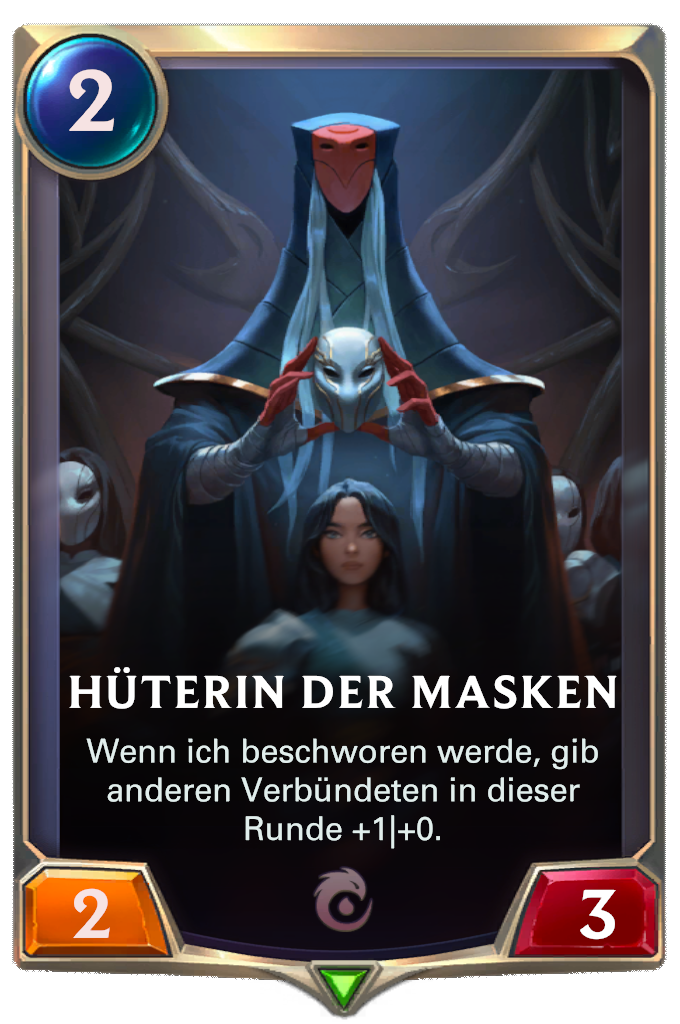 2
HÜTERIN DER MASKEN
Wenn ich beschworen werde, gib
anderen Verbündeten in dieser
Runde +1|+0.
2
3